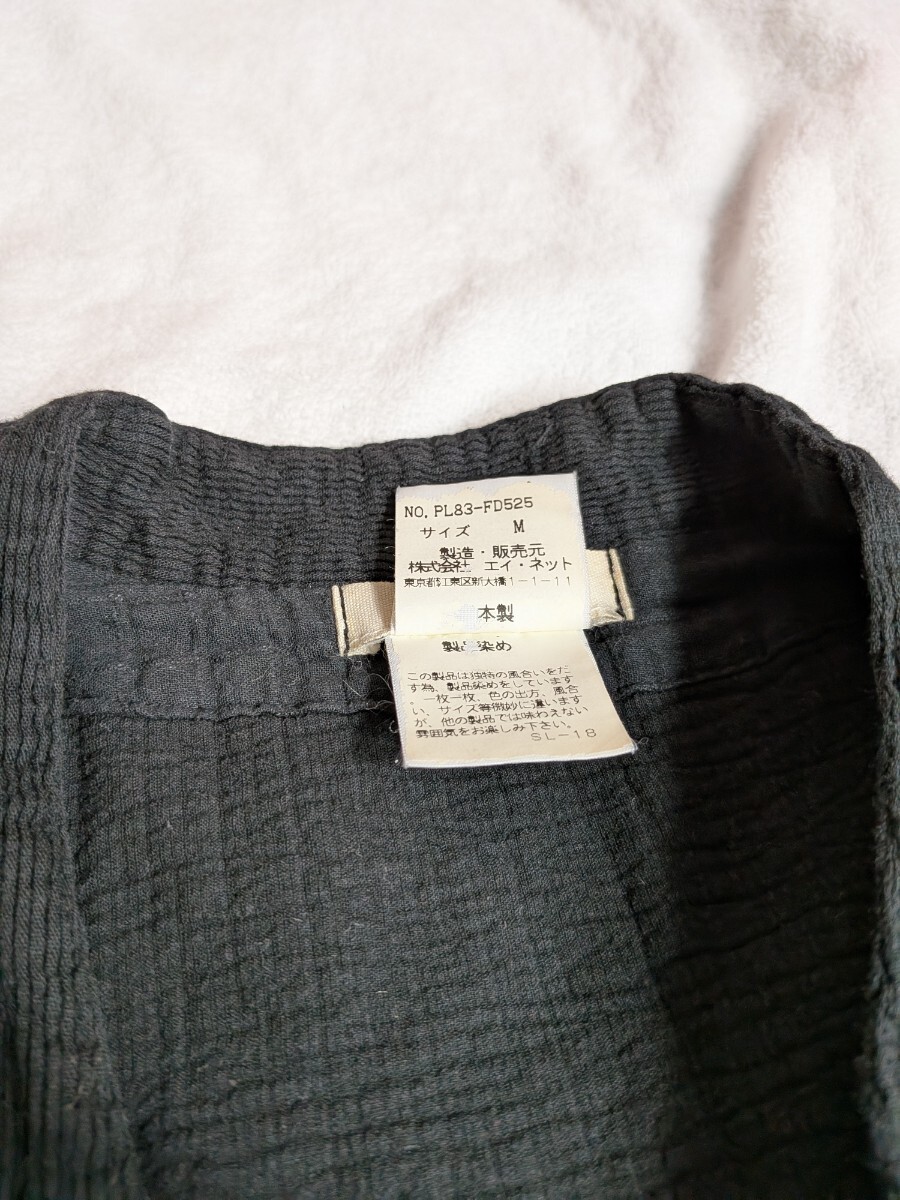 NO.PL83-FD525
サイズ M
製造・販売元
株式会社 エイ・ネット
東京都江東区新大橋1-1-11
本製
製品染め
この製品は独特の風合いをだ
す為、製品染めをしています
。一枚一枚、色の出方、風合
い、サイズ等微妙に違います
が、他の製品では味わえない
雰囲気をお楽しみ下さい。
SL-18